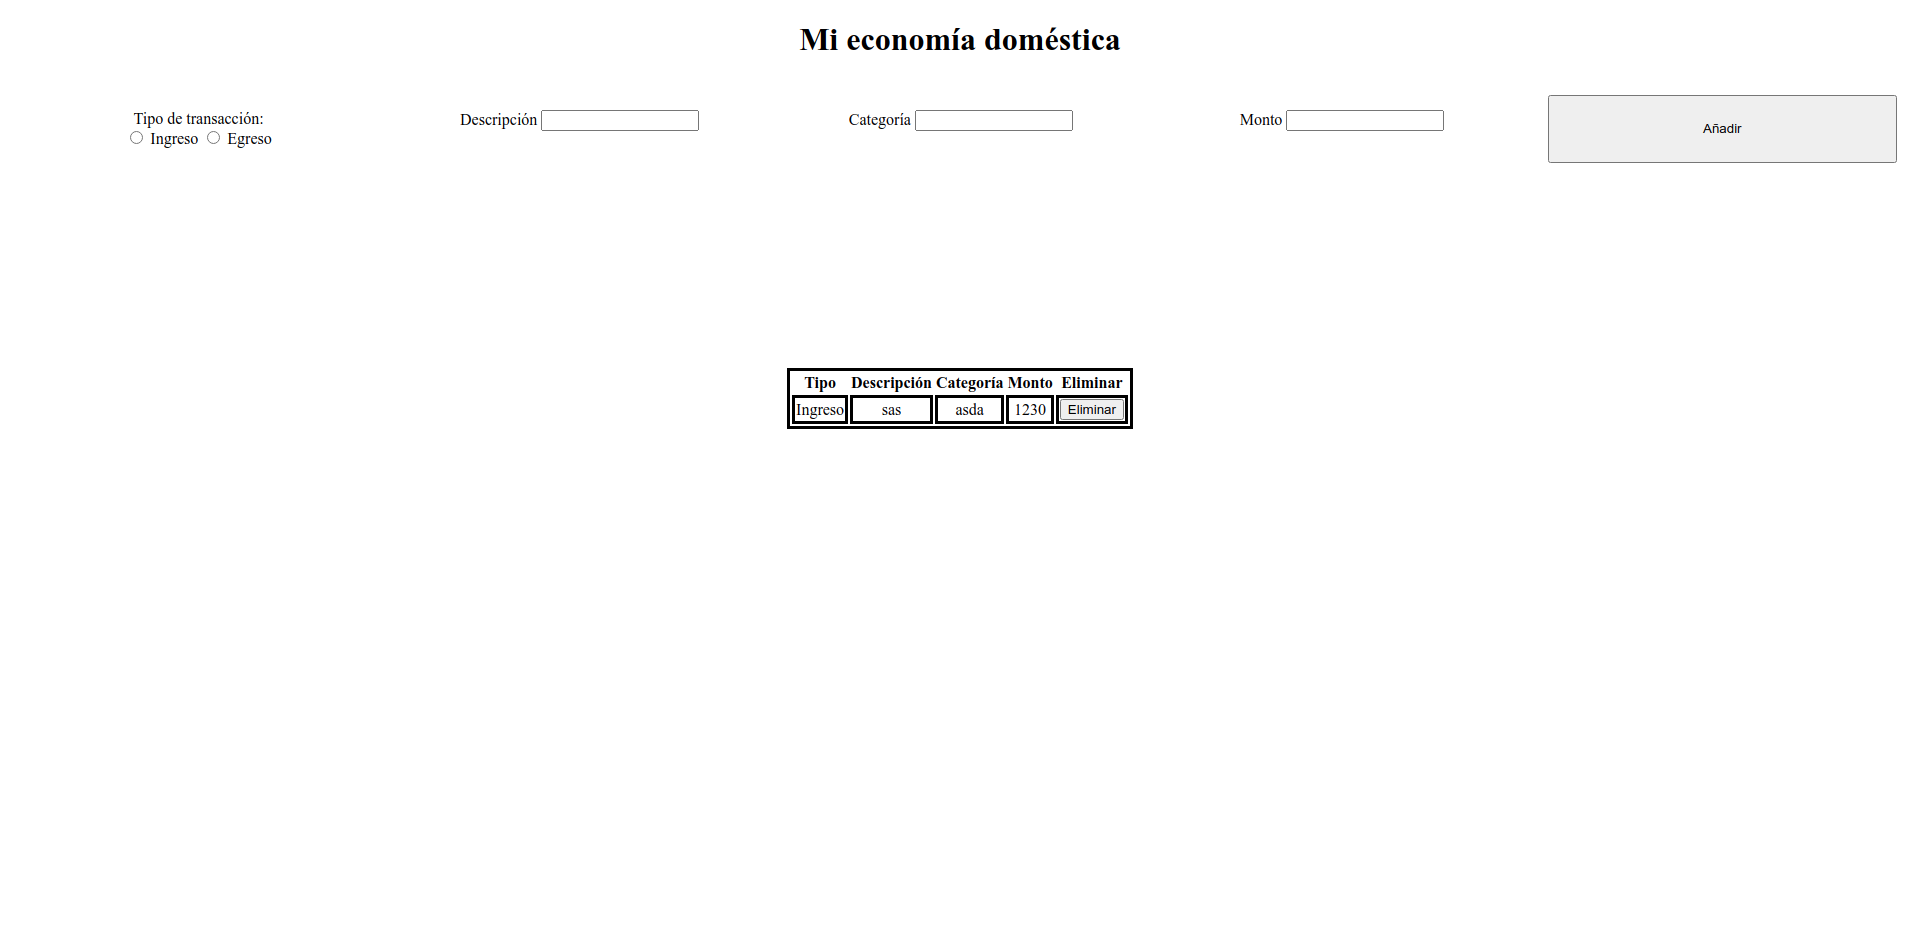 Mi economía doméstica
Tipo de transacción:
Ingreso Egreso
Descripción
Categoría
Monto
Añadir
Tipo Descripción Categoría Monto Eliminar
Ingreso sas asda 1230 Eliminar